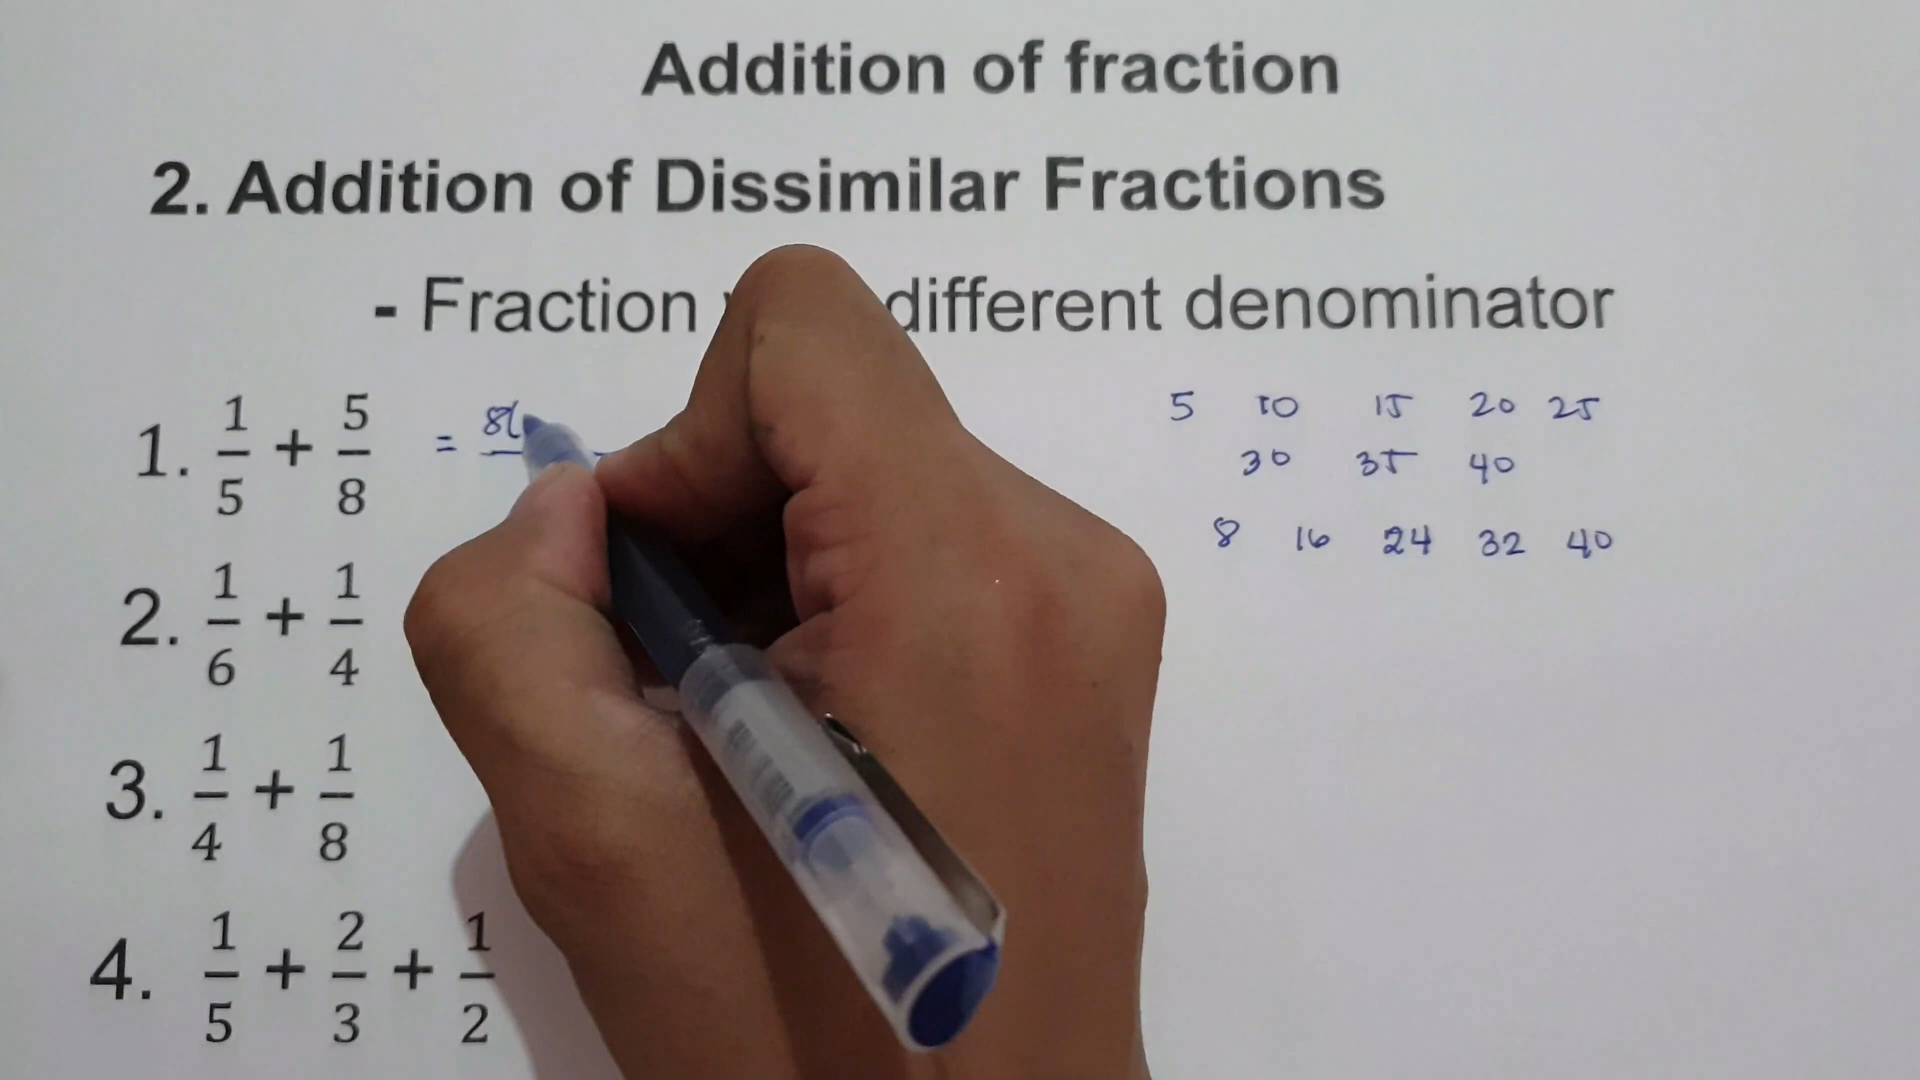 Addition of fraction
2. Addition of Dissimilar Fractions
- Fraction different denominator
1. 1/5 + 5/8 = 8(
5 10 15 20 25
30 35 40
8 16 24 32 40
2. 1/6 + 1/4
3. 1/4 + 1/8
4. 1/5 + 2/3 + 1/2